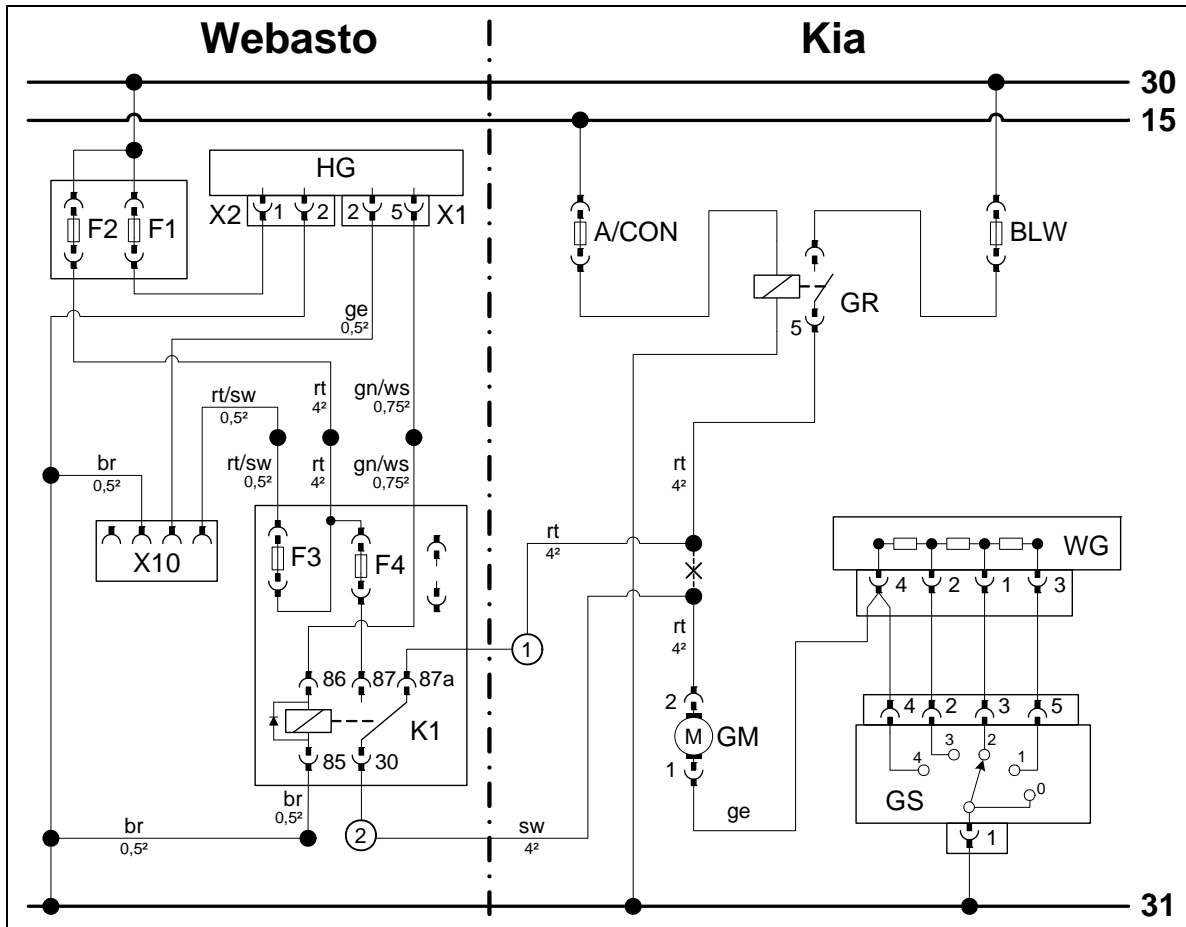 Webasto
Kia
30
15
HG
X2 1 2 2 5 X1
F2 F1
A/CON
BLW
GR
5
ge
0,5²
rt/sw
0,5²
rt
4²
gn/ws
0,75²
rt/sw
0,5²
rt
4²
gn/ws
0,75²
br
0,5²
X10
F3
F4
rt
4²
rt
4²
rt
4²
WG
4 2 1 3
1
86 87 87a
K1
85 30
2
M
GM
1
4 2 3 5
4 3 2 1 0
GS
1
ge
br
0,5²
br
0,5²
2
sw
4²
31